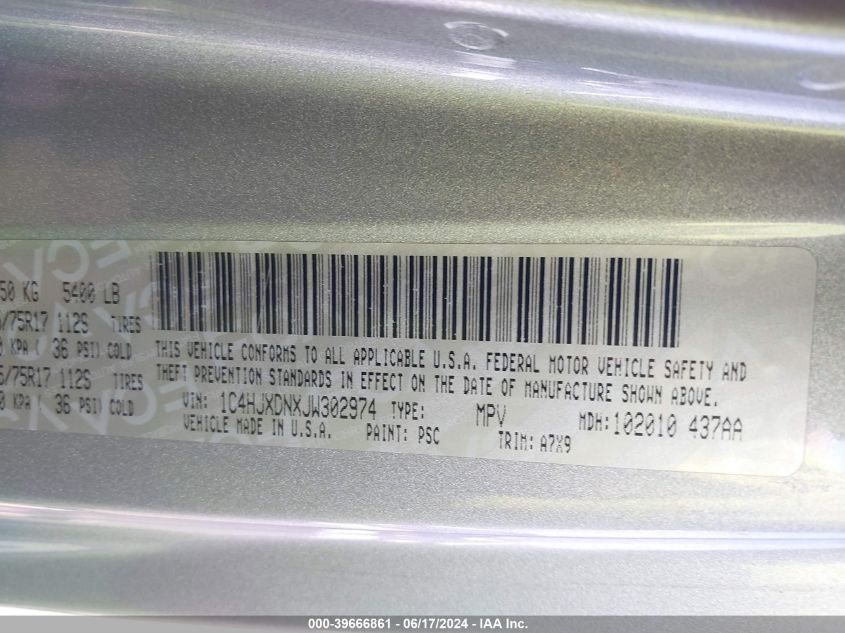 50 KG 5400 LB
/75R17 112S TIRES
0 KPA ( 36 PSI) COLD
5/75R17 112S TIRES
0 KPA ( 36 PSI) COLD
THIS VEHICLE CONFORMS TO ALL APPLICABLE U.S.A. FEDERAL MOTOR VEHICLE SAFETY AND
THEFT PREVENTION STANDARDS IN EFFECT ON THE DATE OF MANUFACTURE SHOWN ABOVE.
VIN: 1C4HJXDNXJW302974 TYPE: MPV MDH:102010 437AA
VEHICLE MADE IN U.S.A. PAINT: PSC TRIM: A7X9
000-39666861 - 06/17/2024 - IAA Inc.